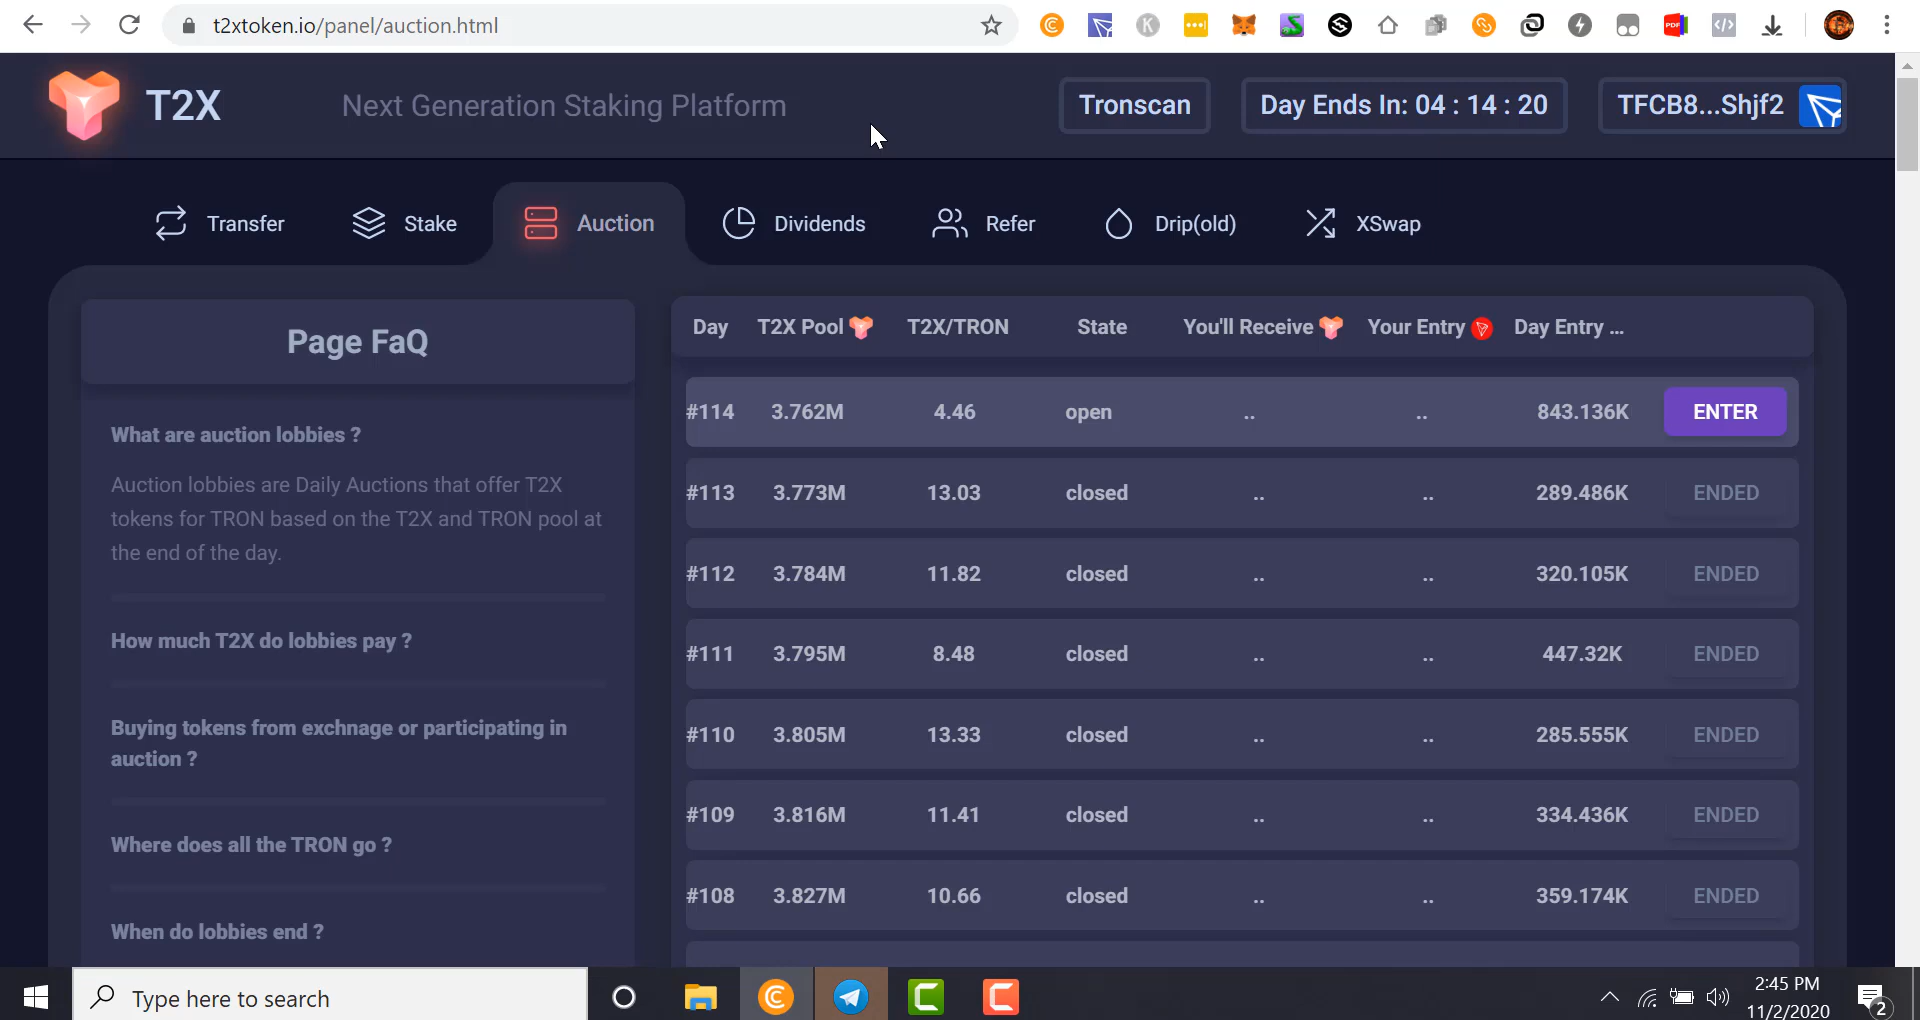 t2xtoken.io/panel/auction.html
T2X
Next Generation Staking Platform
Tronscan
Day Ends In: 04 : 14 : 20
TFCB8...Shjf2
Transfer
Stake
Auction
Dividends
Refer
Drip(old)
XSwap
Page FaQ
What are auction lobbies ?
Auction lobbies are Daily Auctions that offer T2X
tokens for TRON based on the T2X and TRON pool at
the end of the day.
How much T2X do lobbies pay ?
Buying tokens from exchnage or participating in
auction ?
Where does all the TRON go ?
When do lobbies end ?
Day T2X Pool T2X/TRON State You'll Receive Your Entry Day Entry ...
#114 3.762M 4.46 open .. .. 843.136K ENTER
#113 3.773M 13.03 closed .. .. 289.486K ENDED
#112 3.784M 11.82 closed .. .. 320.105K ENDED
#111 3.795M 8.48 closed .. .. 447.32K ENDED
#110 3.805M 13.33 closed .. .. 285.555K ENDED
#109 3.816M 11.41 closed .. .. 334.436K ENDED
#108 3.827M 10.66 closed .. .. 359.174K ENDED
Type here to search
2:45 PM
11/2/2020
2
PDF